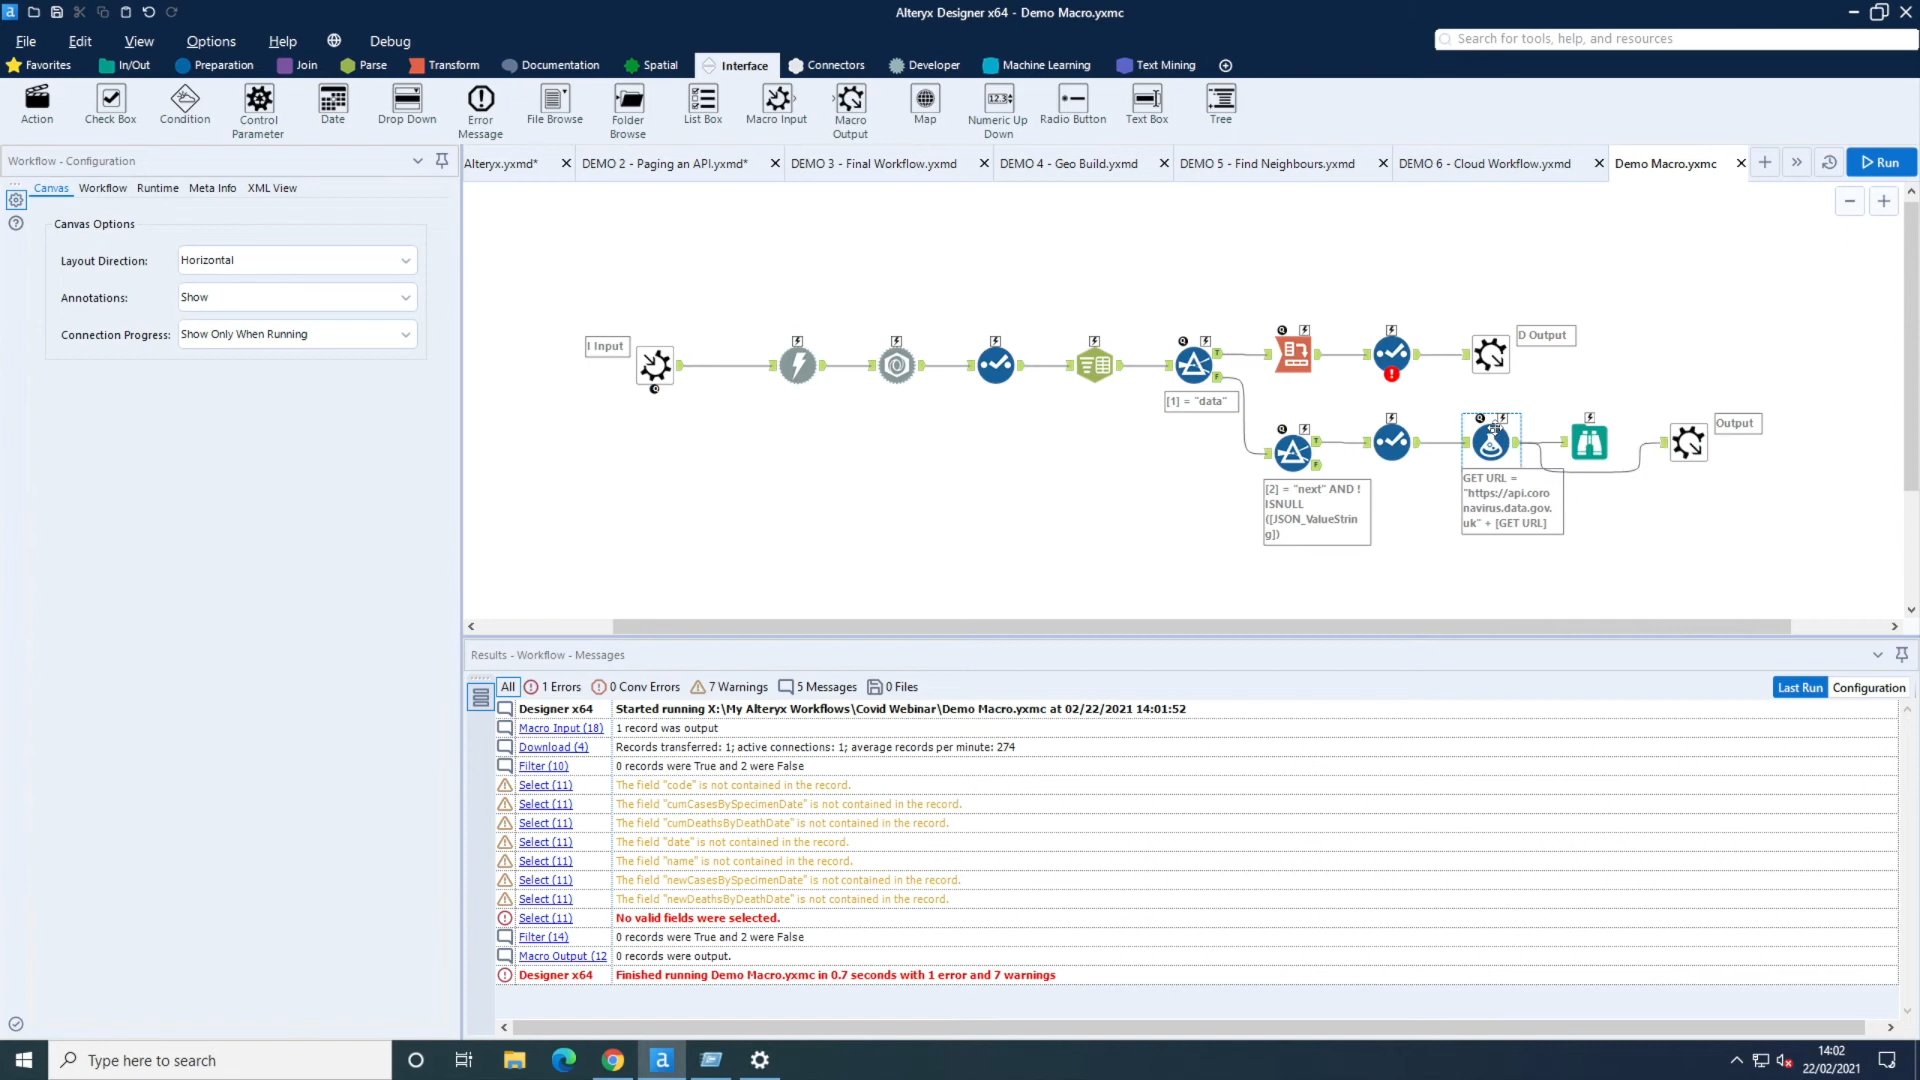 Alteryx Designer x64 - Demo Macro.yxmc
File Edit View Options Help Debug
Search for tools, help, and resources
Favorites In/Out Preparation Join Parse Transform Documentation Spatial Interface Connectors Developer Machine Learning Text Mining
Action Check Box Condition Control Parameter Date Drop Down Error Message File Browse Folder Browse List Box Macro Input Macro Output Map Numeric Up Down Radio Button Text Box Tree
Workflow - Configuration
Alteryx.yxmd* DEMO 2 - Paging an API.yxmd* DEMO 3 - Final Workflow.yxmd DEMO 4 - Geo Build.yxmd DEMO 5 - Find Neighbours.yxmd DEMO 6 - Cloud Workflow.yxmd Demo Macro.yxmc Run
Canvas Workflow Runtime Meta Info XML View
Canvas Options
Layout Direction: Horizontal
Annotations: Show
Connection Progress: Show Only When Running
I Input
D Output
[1] = "data"
T
F
Output
T
F
[2] = "next" AND !
ISNULL
([JSON_ValueStrin
g])
GET URL =
"https://api.coro
navirus.data.gov.
uk" + [GET URL]
Results - Workflow - Messages
All 1 Errors 0 Conv Errors 7 Warnings 5 Messages 0 Files Last Run Configuration
Designer x64 Started running X:\My Alteryx Workflows\Covid Webinar\Demo Macro.yxmc at 02/22/2021 14:01:52
Macro Input (18) 1 record was output
Download (4) Records transferred: 1; active connections: 1; average records per minute: 274
Filter (10) 0 records were True and 2 were False
Select (11) The field "code" is not contained in the record.
Select (11) The field "cumCasesBySpecimenDate" is not contained in the record.
Select (11) The field "cumDeathsByDeathDate" is not contained in the record.
Select (11) The field "date" is not contained in the record.
Select (11) The field "name" is not contained in the record.
Select (11) The field "newCasesBySpecimenDate" is not contained in the record.
Select (11) The field "newDeathsByDeathDate" is not contained in the record.
Select (11) No valid fields were selected.
Filter (14) 0 records were True and 2 were False
Macro Output (12 0 records were output.
Designer x64 Finished running Demo Macro.yxmc in 0.7 seconds with 1 error and 7 warnings
Type here to search
14:02
22/02/2021